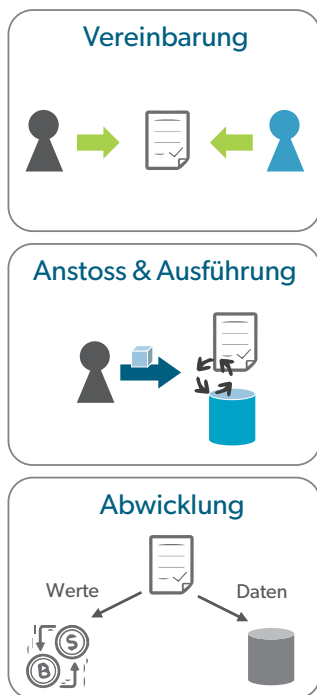 Vereinbarung
Anstoss & Ausführung
Abwicklung
Werte
Daten
$
B